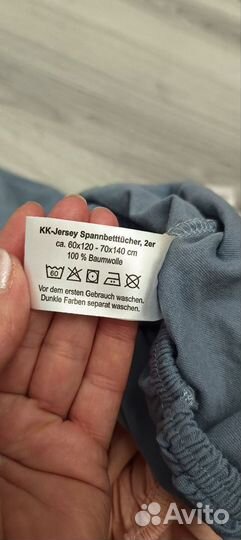 KK-Jersey Spannbetttücher, 2er
ca. 60x120 - 70x140 cm
100 % Baumwolle
60
Vor dem ersten Gebrauch waschen.
Dunkle Farben separat waschen.
Avito